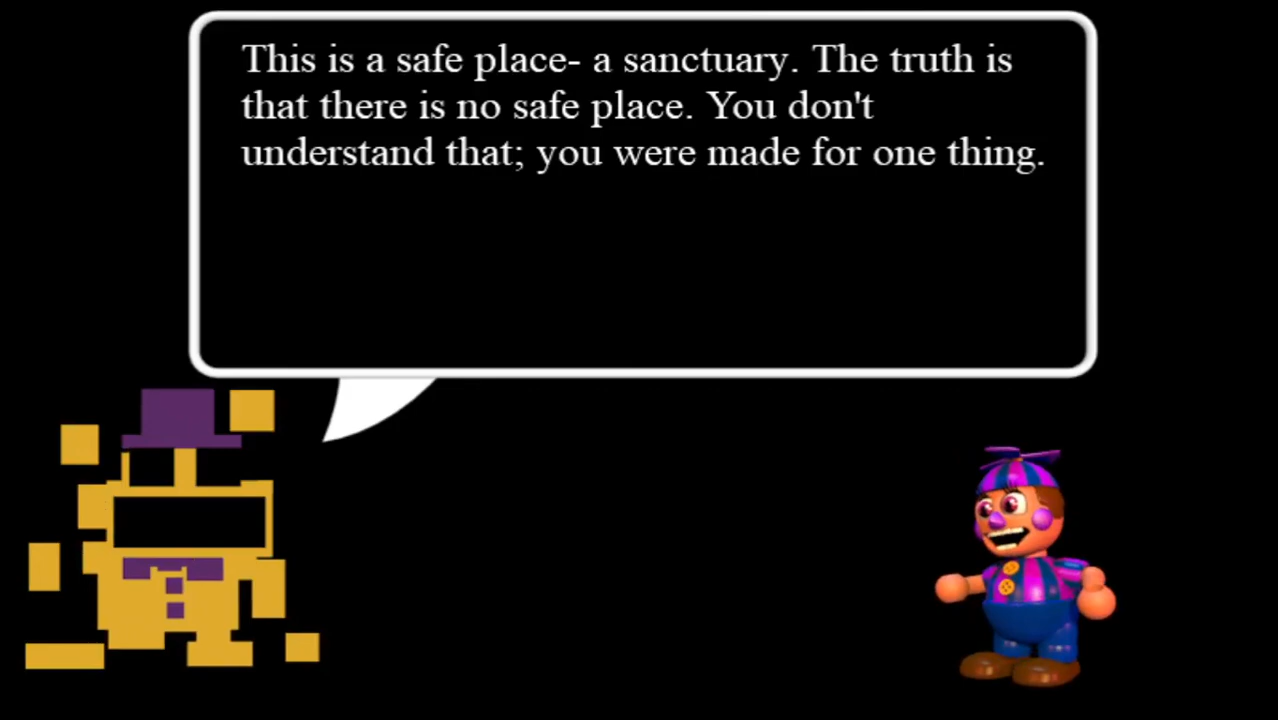 This is a safe place- a sanctuary. The truth is
that there is no safe place. You don't
understand that; you were made for one thing.